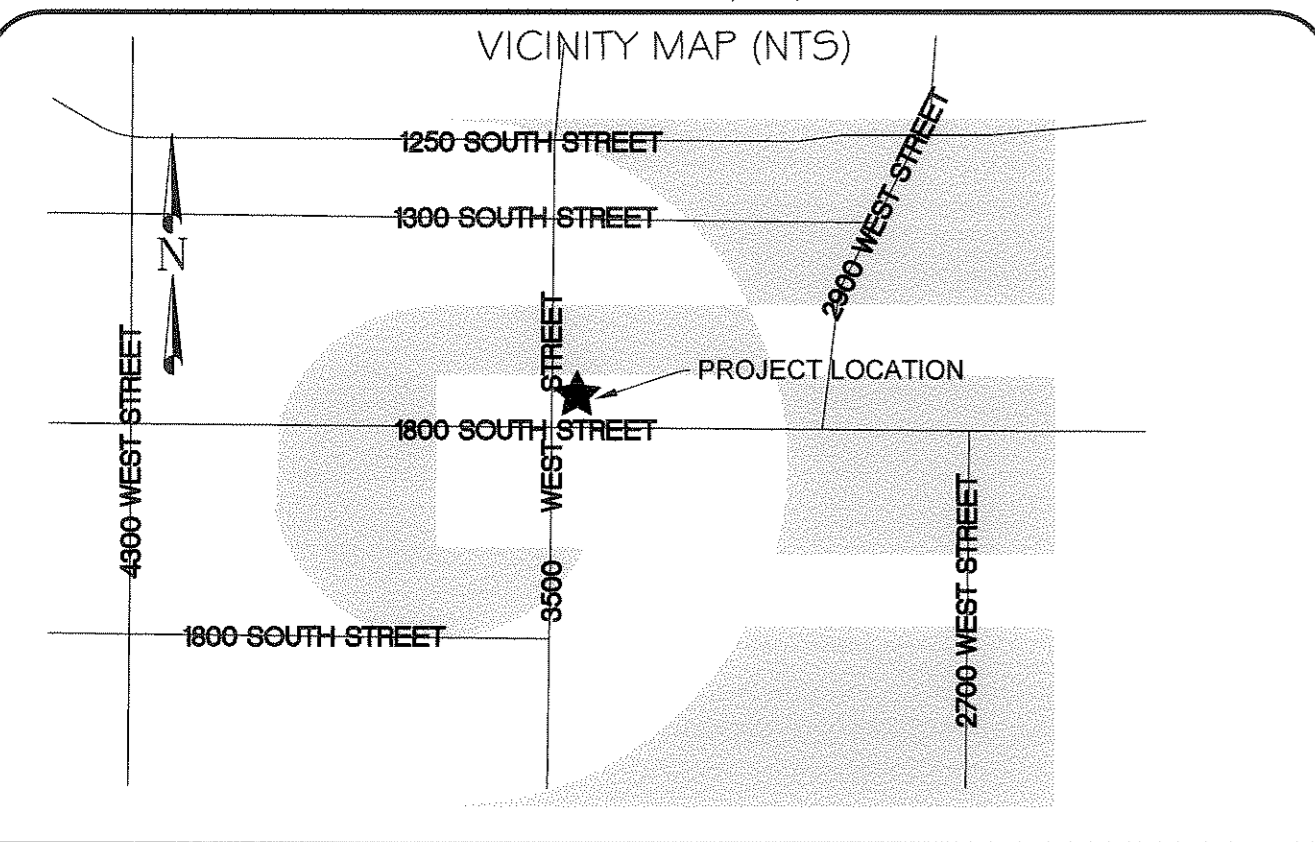 VICINITY MAP (NTS)
1250 SOUTH STREET
2900 WEST STREET
1300 SOUTH STREET
N
4300 WEST STREET
3500 WEST STREET
PROJECT LOCATION
1800 SOUTH STREET
2700 WEST STREET
1800 SOUTH STREET